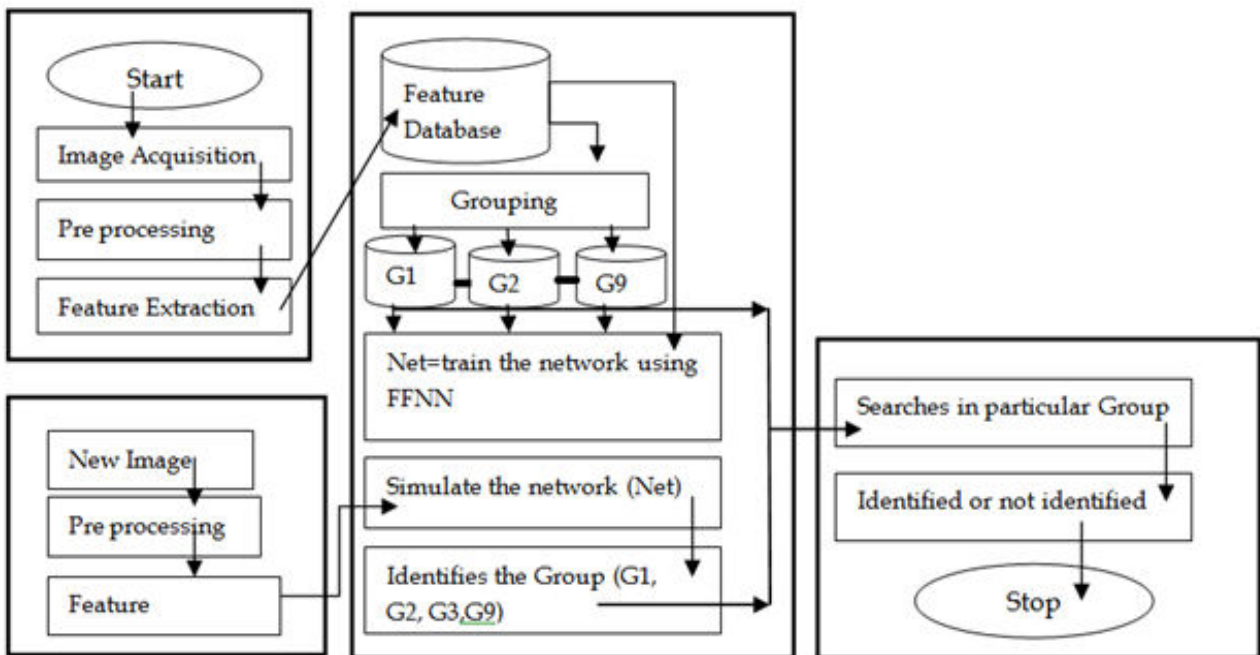 Start
Image Acquisition
Pre processing
Feature Extraction
New Image
Pre processing
Feature
Feature
Database
Grouping
G1
G2
G9
Net=train the network using
FFNN
Simulate the network (Net)
Identifies the Group (G1,
G2, G3,G9)
Searches in particular Group
Identified or not identified
Stop